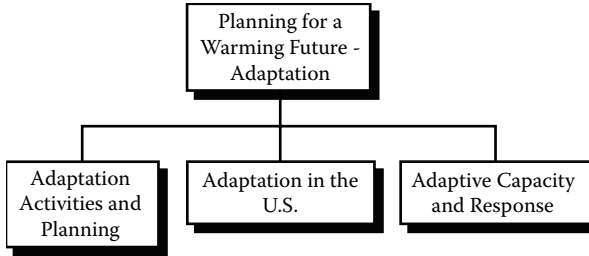 Planning for a
Warming Future -
Adaptation
Adaptation
Activities and
Planning
Adaptation in the
U.S.
Adaptive Capacity
and Response